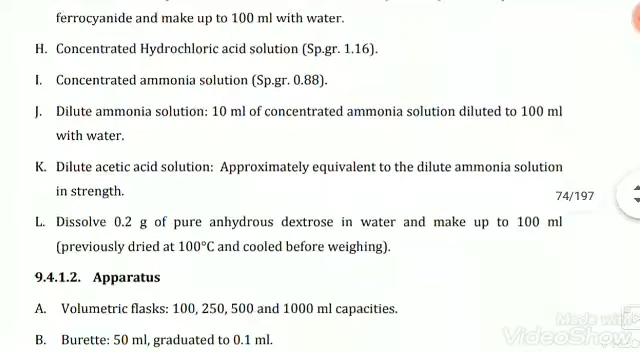 ferrocyanide and make up to 100 ml with water.
H. Concentrated Hydrochloric acid solution (Sp.gr. 1.16).
I. Concentrated ammonia solution (Sp.gr. 0.88).
J. Dilute ammonia solution: 10 ml of concentrated ammonia solution diluted to 100 ml
with water.
K. Dilute acetic acid solution: Approximately equivalent to the dilute ammonia solution
in strength.
74/197
L. Dissolve 0.2 g of pure anhydrous dextrose in water and make up to 100 ml
(previously dried at 100°C and cooled before weighing).
9.4.1.2. Apparatus
A. Volumetric flasks: 100, 250, 500 and 1000 ml capacities.
Made with
B. Burette: 50 ml, graduated to 0.1 ml.
VideoShow